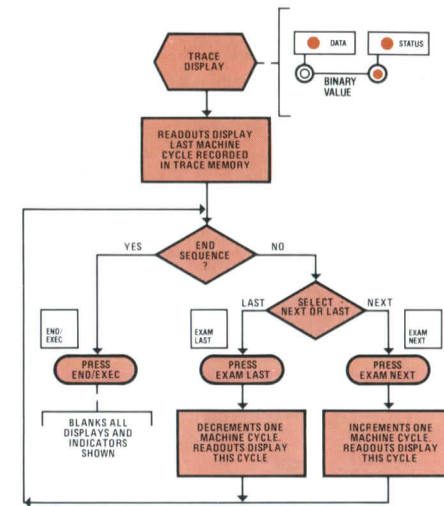 TRACE
DISPLAY
DATA
STATUS
BINARY
VALUE
READOUTS DISPLAY
LAST MACHINE
CYCLE RECORDED
IN TRACE MEMORY
YES
END
SEQUENCE
?
NO
SELECT
NEXT OR LAST
LAST
NEXT
END/
EXEC
EXAM
LAST
EXAM
NEXT
PRESS
END/EXEC
PRESS
EXAM LAST
PRESS
EXAM NEXT
BLANKS ALL
DISPLAYS AND
INDICATORS
SHOWN
DECREMENTS ONE
MACHINE CYCLE.
READOUTS DISPLAY
THIS CYCLE
INCREMENTS ONE
MACHINE CYCLE.
READOUTS DISPLAY
THIS CYCLE